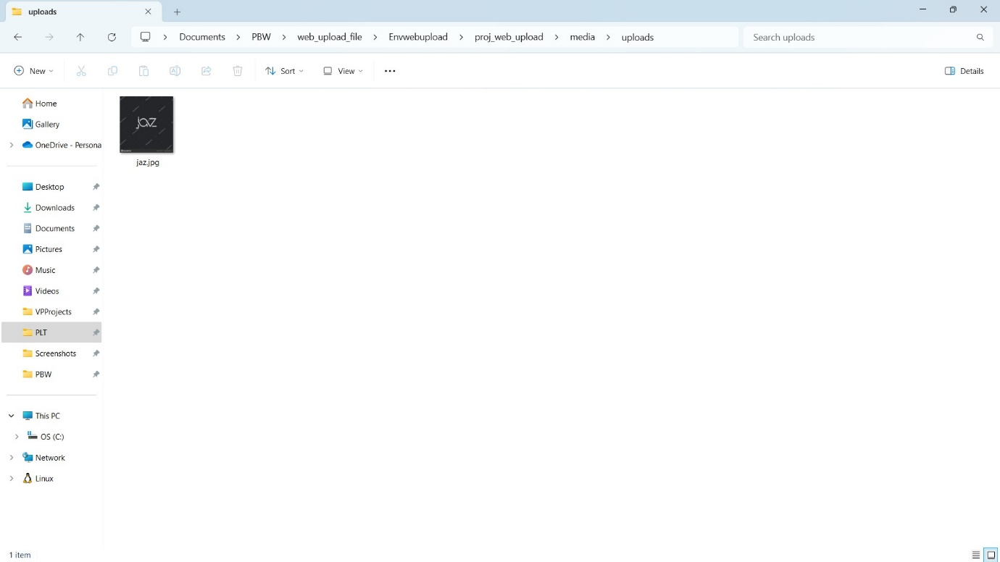 uploads
Documents > PBW > web_upload_file > Envwebupload > proj_web_upload > media > uploads
Search uploads
New
Sort
View
Details
Home
Gallery
OneDrive - Persona
Desktop
Downloads
Documents
Pictures
Music
Videos
VPProjects
PLT
Screenshots
PBW
This PC
OS (C:)
Network
Linux
jaz
jaz.jpg
1 item